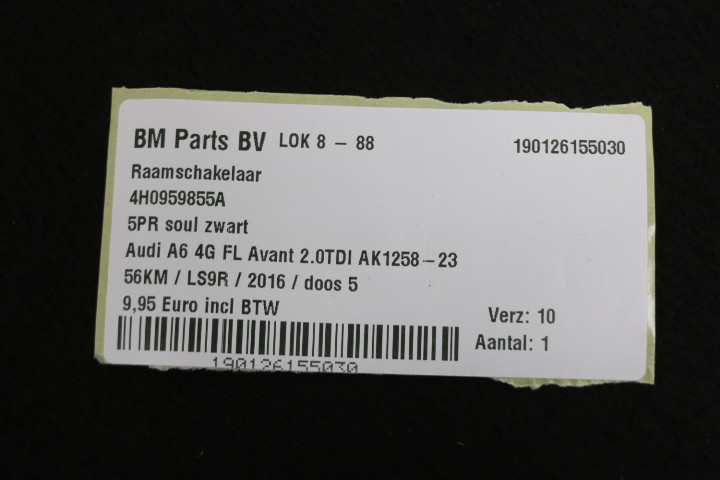 BM Parts BV LOK 8 - 88 190126155030
Raamschakelaar
4H0959855A
5PR soul zwart
Audi A6 4G FL Avant 2.0TDI AK1258-23
56KM / LS9R / 2016 / doos 5
9,95 Euro incl BTW
Verz: 10
Aantal: 1
190126155030